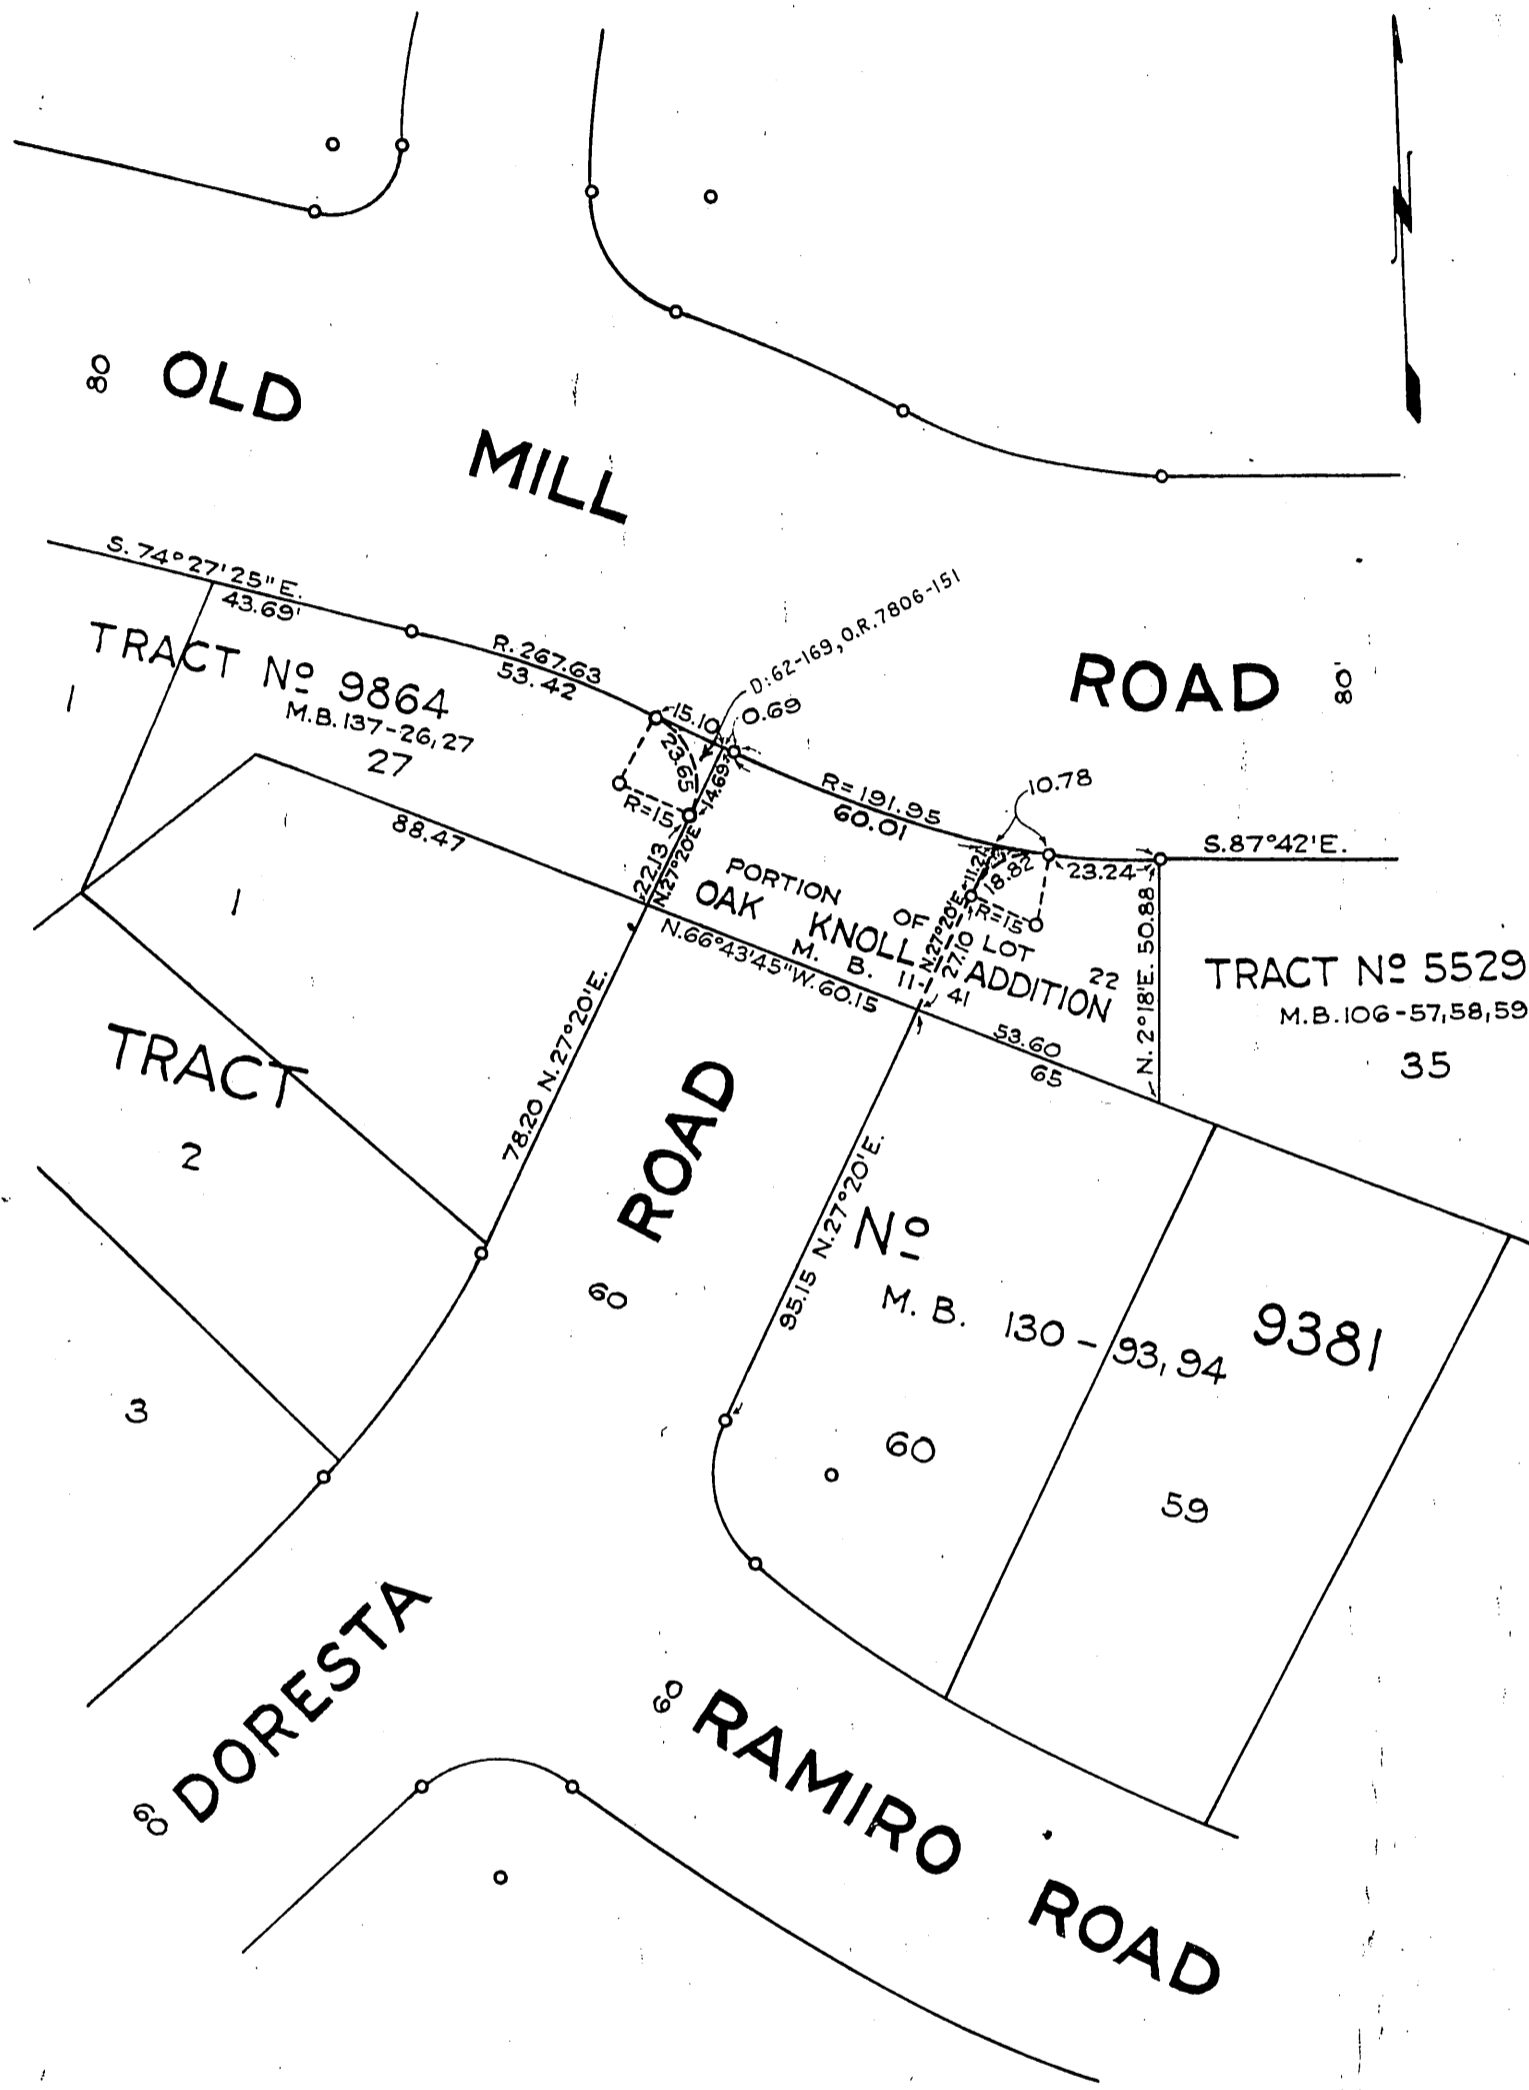 80 OLD
MILL
ROAD 80'
S. 74°27'25"E.
43.69'
R. 267.63
53.42
D:62-169, O.R. 7806-151
TRACT Nº 9864
M.B. 137-26,27
27
1
15.10
0.69
23.65
R=15
14.69
22.13
N.27°20'E
88.47
R= 191.95
60.01
10.78
S.87°42'E.
PORTION OF LOT 22
OAK KNOLL ADDITION
M. B. 11-41
11.21
18.82
R=15
23.24
N.27°20'E.
27.10
N. 2°18'E. 50.88
N.66°43'45"W. 60.15
53.60
65
TRACT Nº 5529
M.B. 106-57,58,59
35
1
TRACT
2
3
78.20 N.27°20'E.
ROAD
60
95.15 N.27°20'E.
Nº
M. B. 130-93,94
9381
60
59
60 DORESTA
60 RAMIRO
ROAD